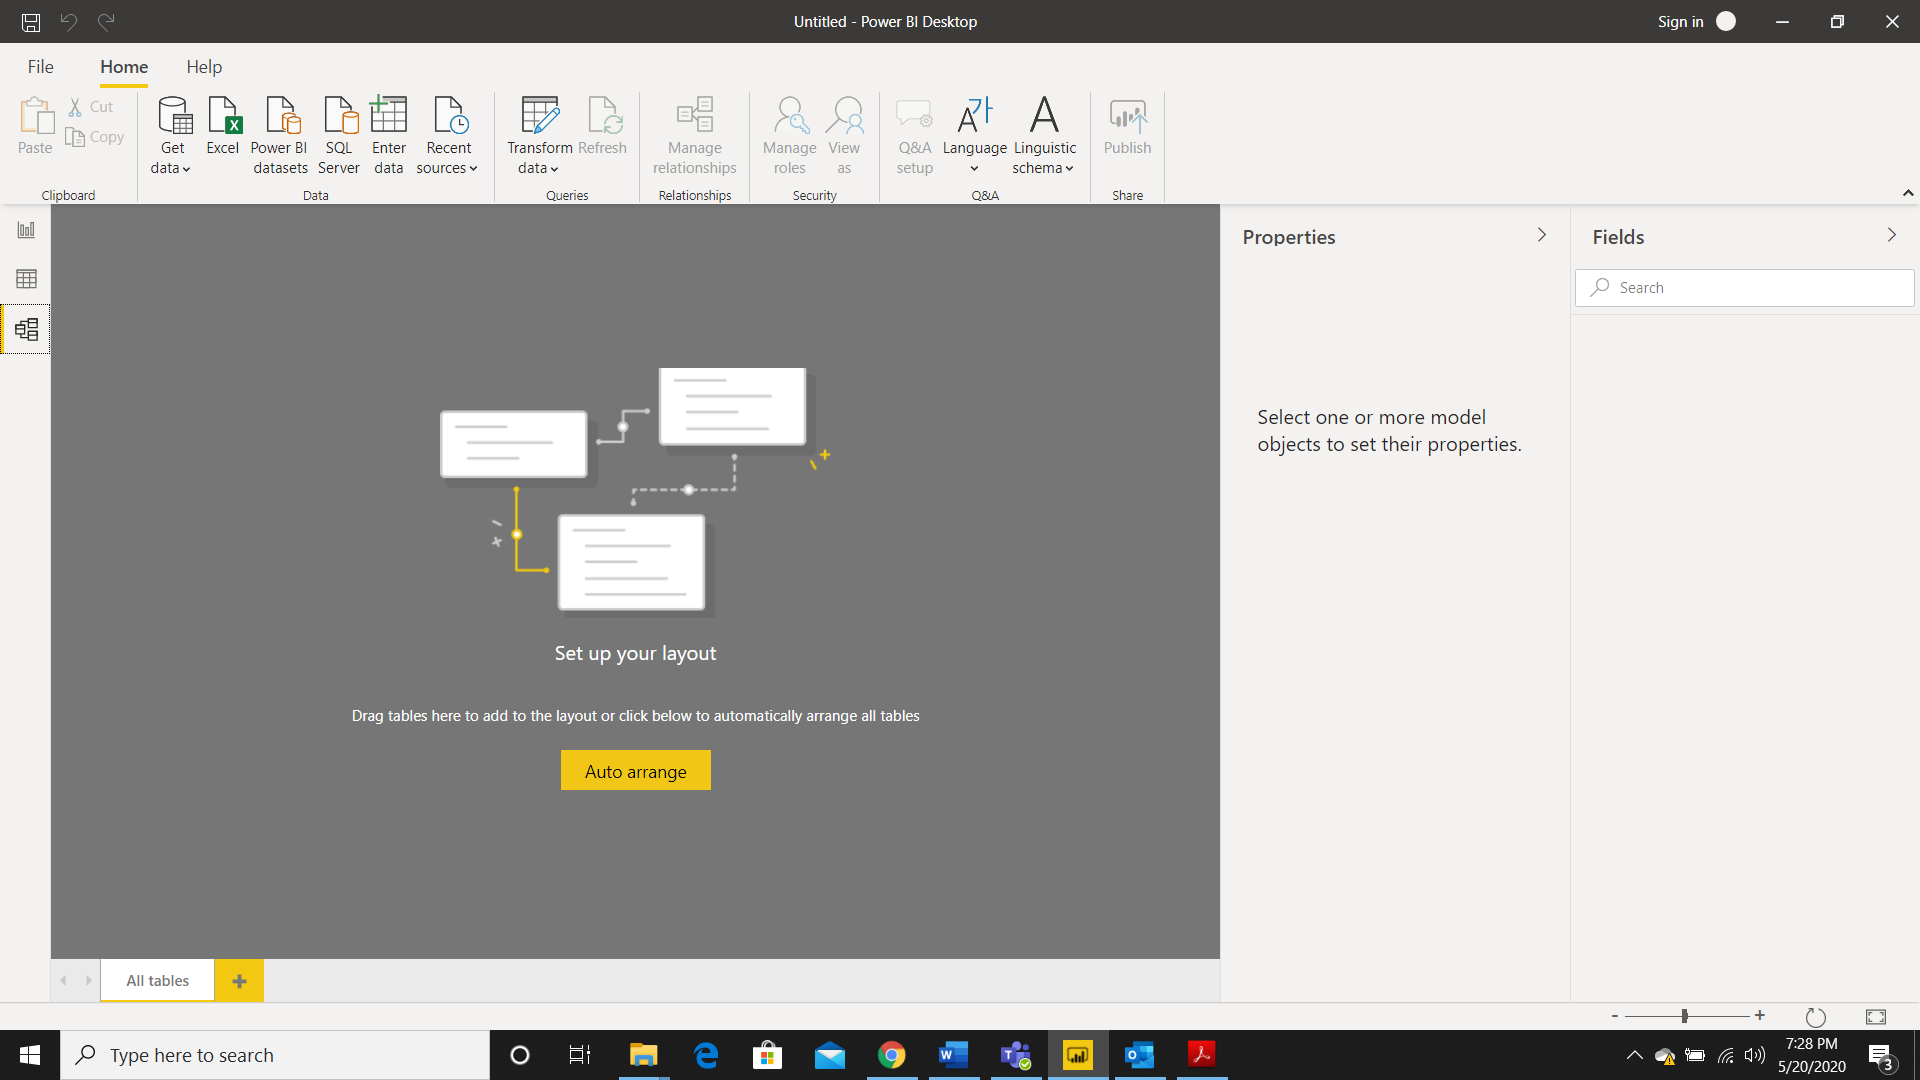 Untitled - Power BI Desktop
Sign in
File
Home
Help
Paste
Cut
Copy
Clipboard
Get
data
Excel
Power BI
datasets
SQL
Server
Enter
data
Recent
sources
Data
Transform
data
Refresh
Queries
Manage
relationships
Relationships
Manage
roles
View
as
Security
Q&A
setup
Language
Linguistic
schema
Q&A
Publish
Share
Properties
Select one or more model
objects to set their properties.
Fields
Search
Set up your layout
Drag tables here to add to the layout or click below to automatically arrange all tables
Auto arrange
All tables
Type here to search
7:28 PM
5/20/2020
3